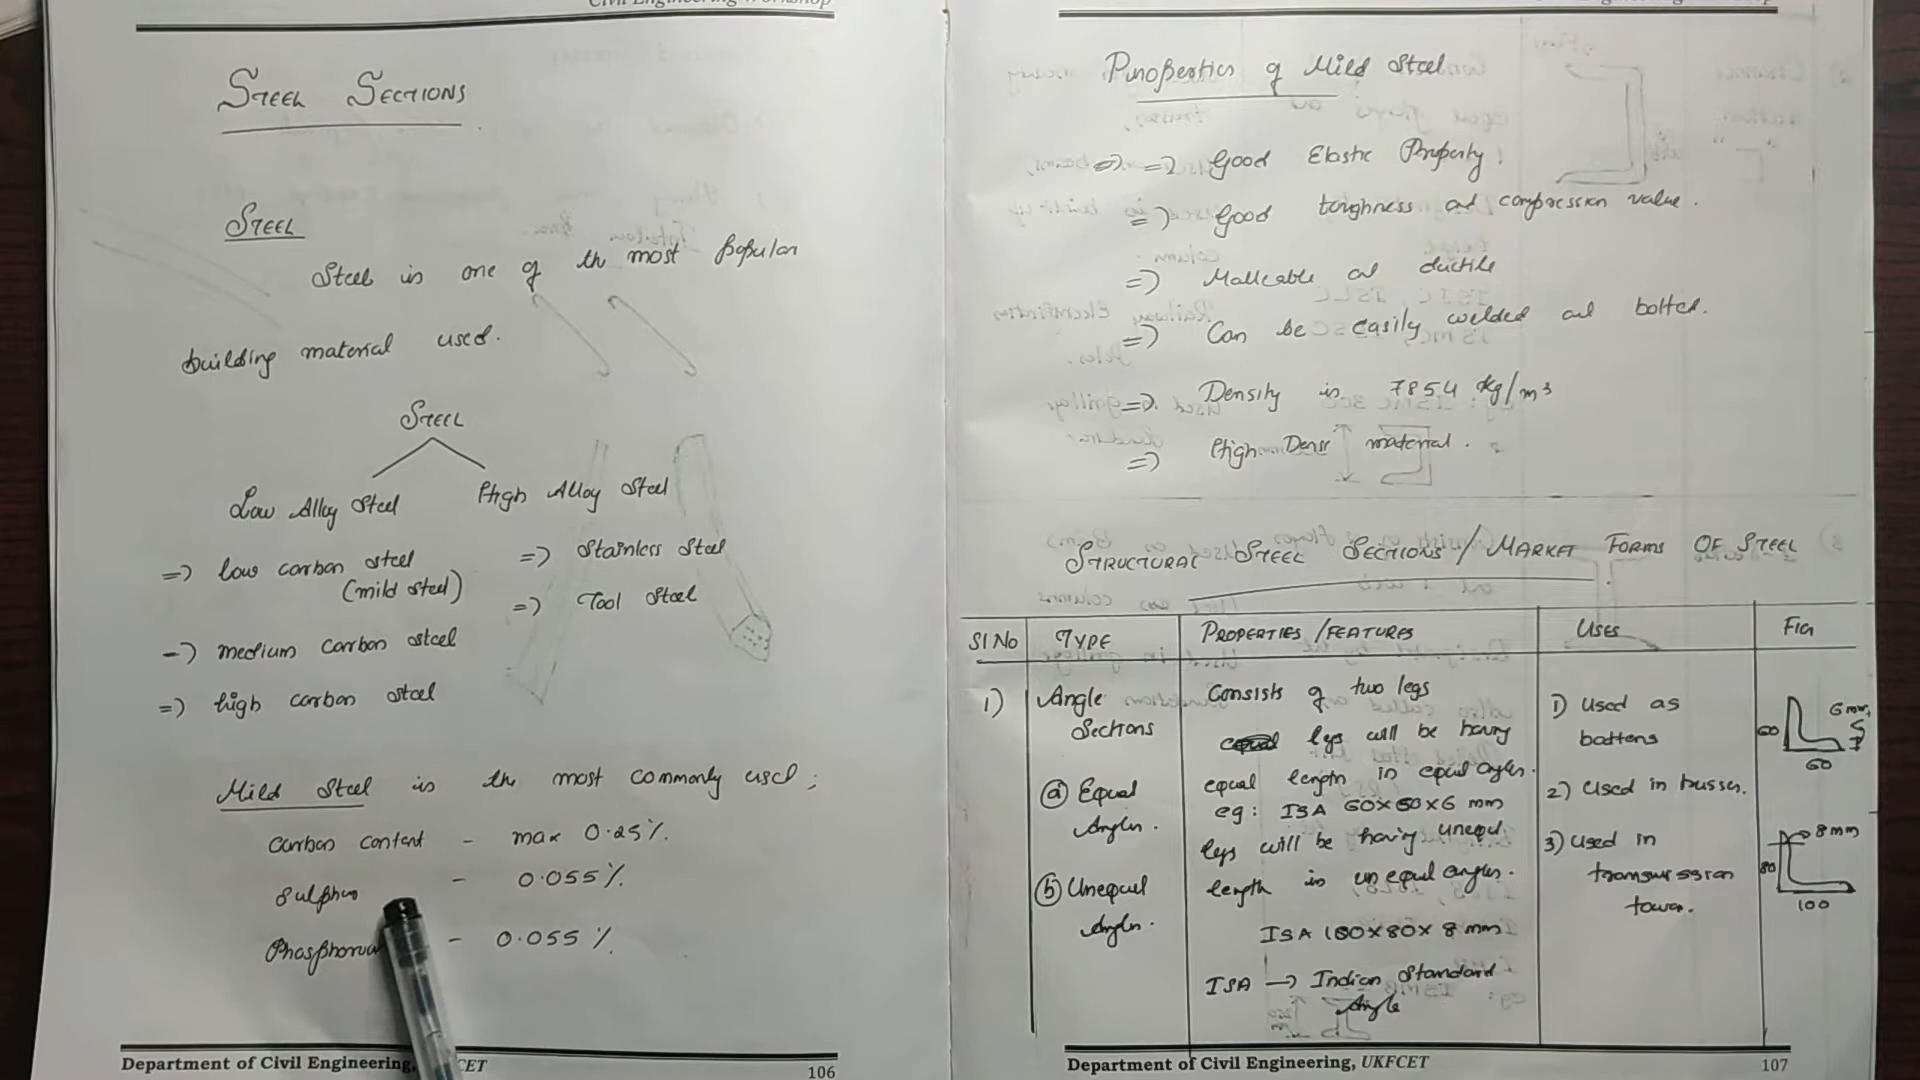 STEEL SECTIONS
STEEL
Steel is one of the most popular
building material used.
STEEL
Low Alloy Steel
High Alloy Steel
=> low carbon steel
(mild steel)
-> medium carbon steel
=> high carbon steel
=> Stainless Steel
=> Tool Steel
Mild Steel is the most commonly used;
Carbon content - max 0.25%.
Sulphur - 0.055%.
Phosphorus - 0.055%.
Department of Civil Engineering, CET
106
Properties of Mild Steel
=> Good Elastic Property
=> Good toughness and compression value.
=> Malleable and ductile
=> Can be easily welded and bolted.
=> Density is 7854 kg/m3
=> High Dense material.
STRUCTURAL STEEL SECTIONS/MARKET FORMS OF STEEL
Sl No TYPE PROPERTIES/FEATURES USES FIG
1) Angle Sections
(a) Equal Angles.
(b) Unequal Angles.
Consists of two legs
legs will be having
equal length in equal angles.
eg: ISA 60x60x6 mm
legs will be having unequal
length in unequal angles.
ISA 100x80x8 mm
ISA -> Indian Standard
Angle
1) Used as
battens
2) Used in trusses.
3) Used in
transmission
tower.
60
6mm
60
8mm
80
100
Department of Civil Engineering, UKFCET
107